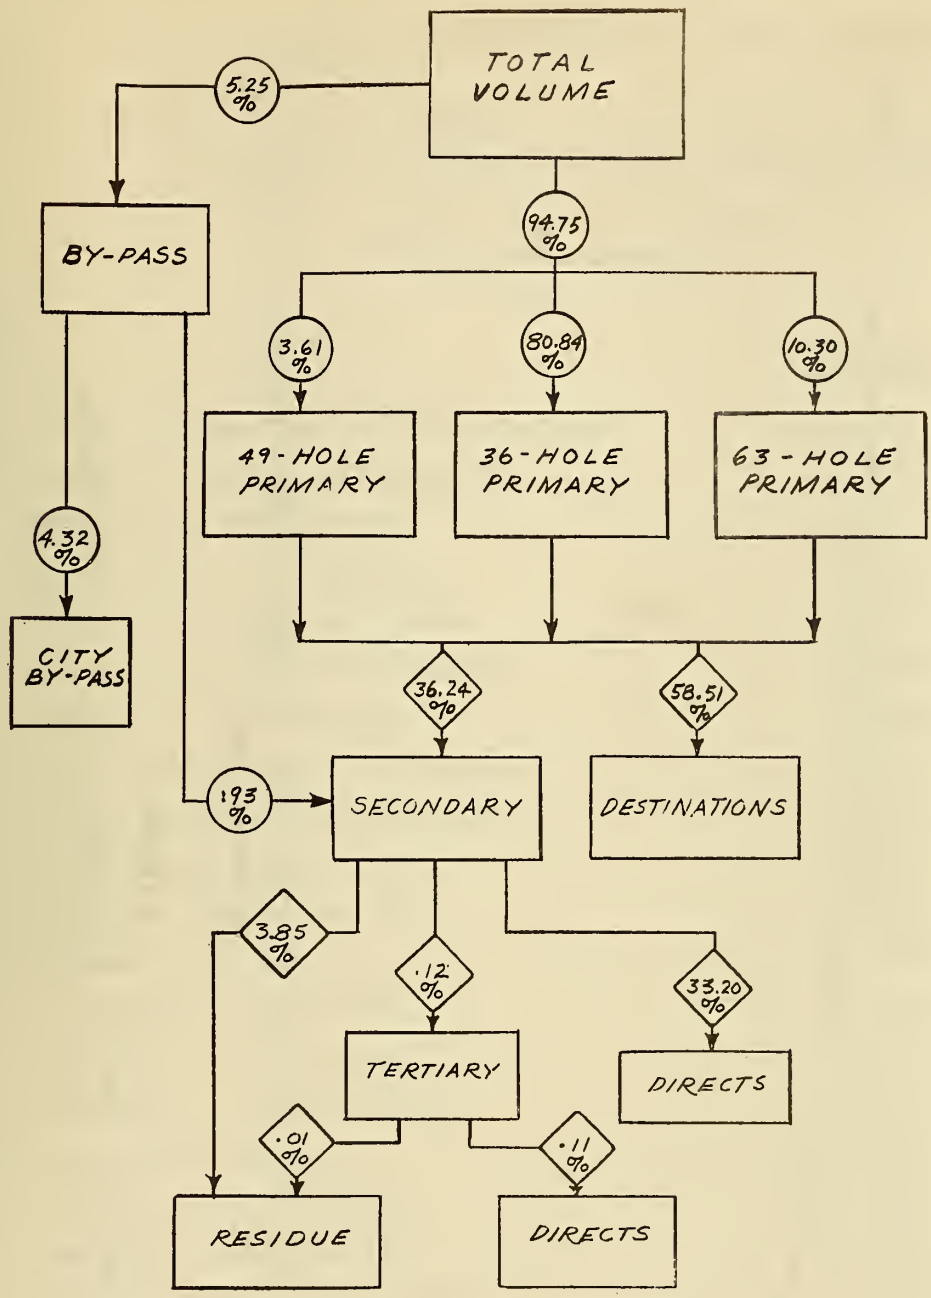 TOTAL
VOLUME
5.25
%
94.75
%
BY-PASS
3.61
%
80.84
%
10.30
%
49-HOLE
PRIMARY
36-HOLE
PRIMARY
63-HOLE
PRIMARY
4.32
%
CITY
BY-PASS
36.24
%
58.51
%
.93
%
SECONDARY
DESTINATIONS
3.85
%
.12
%
33.20
%
TERTIARY
DIRECTS
.01
%
.11
%
RESIDUE
DIRECTS